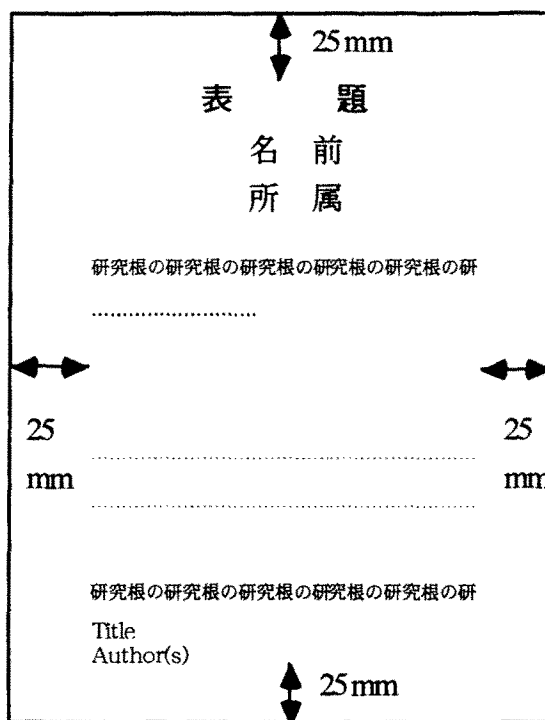 25mm
表 題
名 前
所 属
研究根の研究根の研究根の研究根の研究根の研
........................
25
mm
25
mm
研究根の研究根の研究根の研究根の研究根の研
Title
Author(s)
25mm